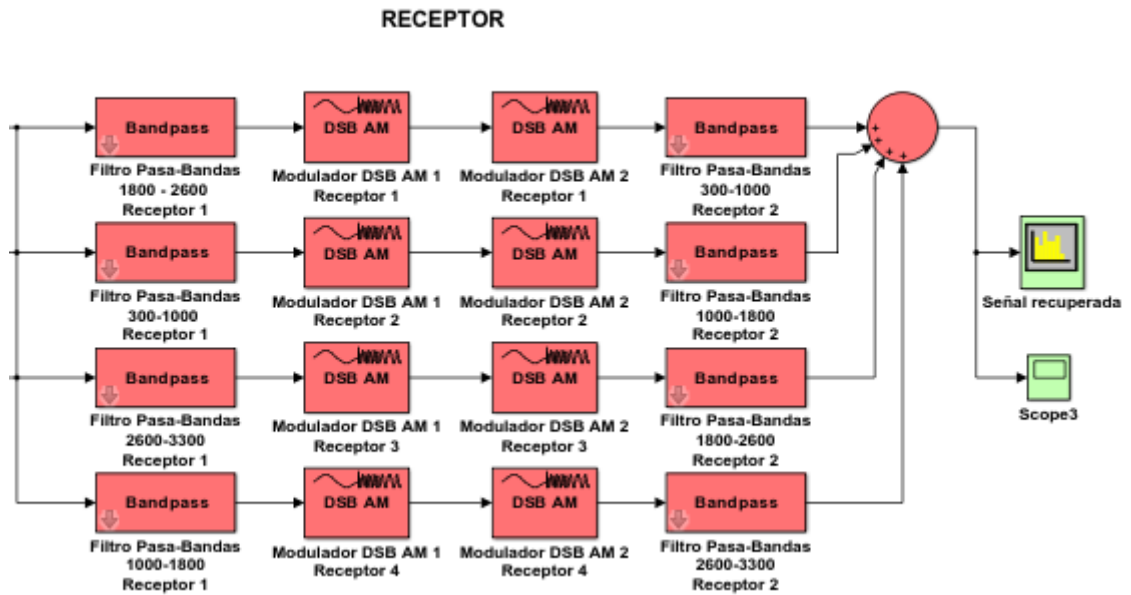 RECEPTOR
Bandpass
Filtro Pasa-Bandas
1800 - 2600
Receptor 1
DSB AM
Modulador DSB AM 1
Receptor 1
DSB AM
Modulador DSB AM 2
Receptor 1
Bandpass
Filtro Pasa-Bandas
300-1000
Receptor 2
+
+
+
+
Bandpass
Filtro Pasa-Bandas
300-1000
Receptor 1
DSB AM
Modulador DSB AM 1
Receptor 2
DSB AM
Modulador DSB AM 2
Receptor 2
Bandpass
Filtro Pasa-Bandas
1000-1800
Receptor 2
Señal recuperada
Bandpass
Filtro Pasa-Bandas
2600-3300
Receptor 1
DSB AM
Modulador DSB AM 1
Receptor 3
DSB AM
Modulador DSB AM 2
Receptor 3
Bandpass
Filtro Pasa-Bandas
1800-2600
Receptor 2
Scope3
Bandpass
Filtro Pasa-Bandas
1000-1800
Receptor 1
DSB AM
Modulador DSB AM 1
Receptor 4
DSB AM
Modulador DSB AM 2
Receptor 4
Bandpass
Filtro Pasa-Bandas
2600-3300
Receptor 2